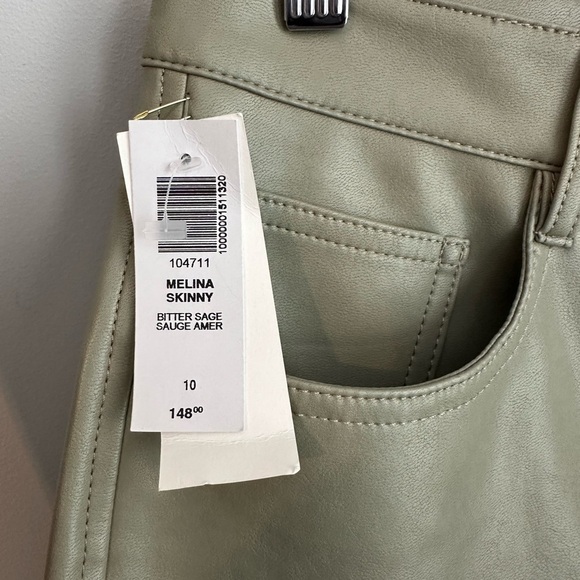 10000001511320
104711
MELINA
SKINNY
BITTER SAGE
SAUGE AMER
10
148⁰⁰